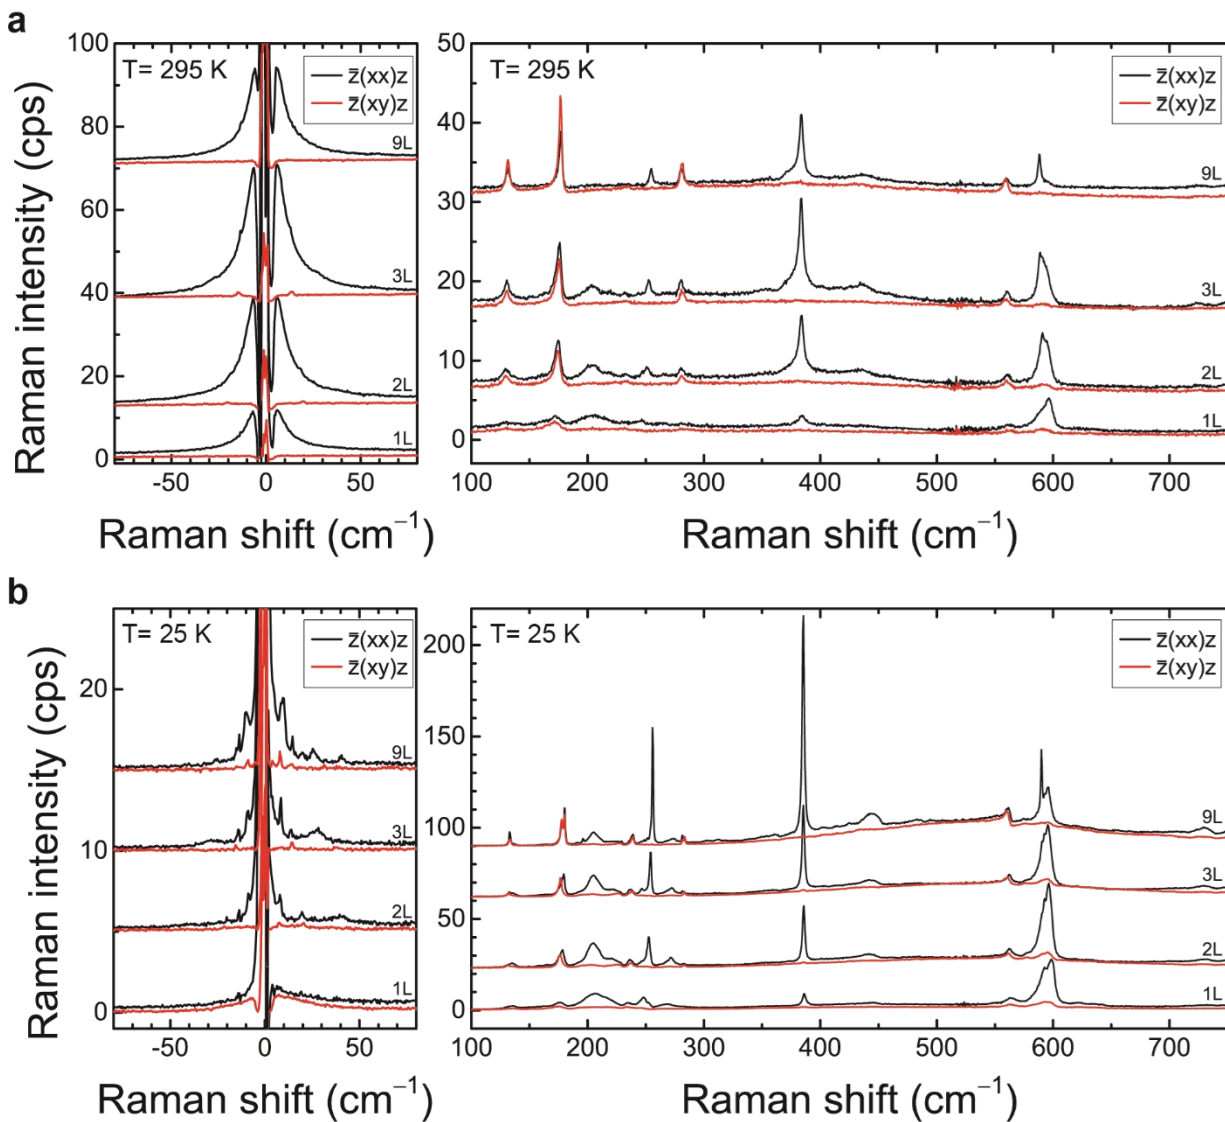 a
Raman intensity (cps)
100
80
60
40
20
0
T= 295 K
z̄(xx)z
z̄(xy)z
9L
3L
2L
1L
-50
0
50
Raman shift (cm⁻¹)
50
40
30
20
10
0
T= 295 K
z̄(xx)z
z̄(xy)z
9L
3L
2L
1L
100
200
300
400
500
600
700
Raman shift (cm⁻¹)
b
Raman intensity (cps)
20
10
0
T= 25 K
z̄(xx)z
z̄(xy)z
9L
3L
2L
1L
-50
0
50
Raman shift (cm⁻¹)
200
150
100
50
0
T= 25 K
z̄(xx)z
z̄(xy)z
9L
3L
2L
1L
100
200
300
400
500
600
700
Raman shift (cm⁻¹)